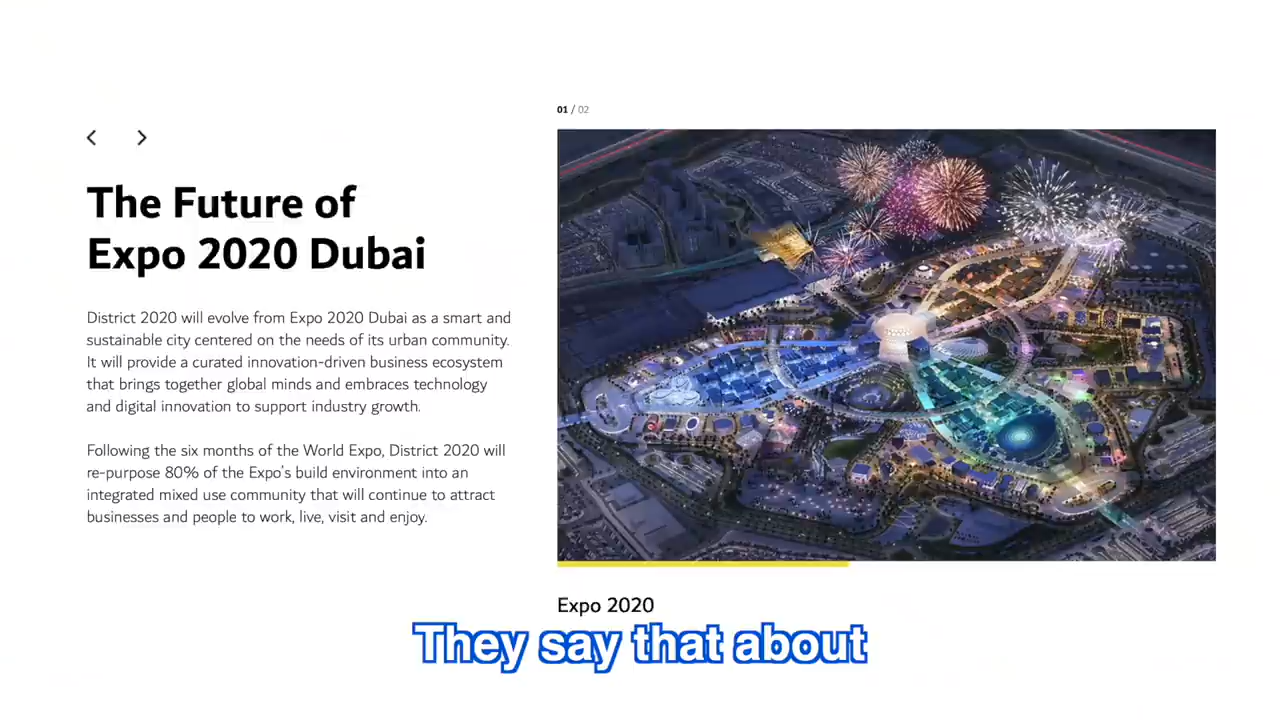 01 / 02
The Future of
Expo 2020 Dubai
District 2020 will evolve from Expo 2020 Dubai as a smart and
sustainable city centered on the needs of its urban community.
It will provide a curated innovation-driven business ecosystem
that brings together global minds and embraces technology
and digital innovation to support industry growth.
Following the six months of the World Expo, District 2020 will
re-purpose 80% of the Expo's build environment into an
integrated mixed use community that will continue to attract
businesses and people to work, live, visit and enjoy.
Expo 2020
They say that about